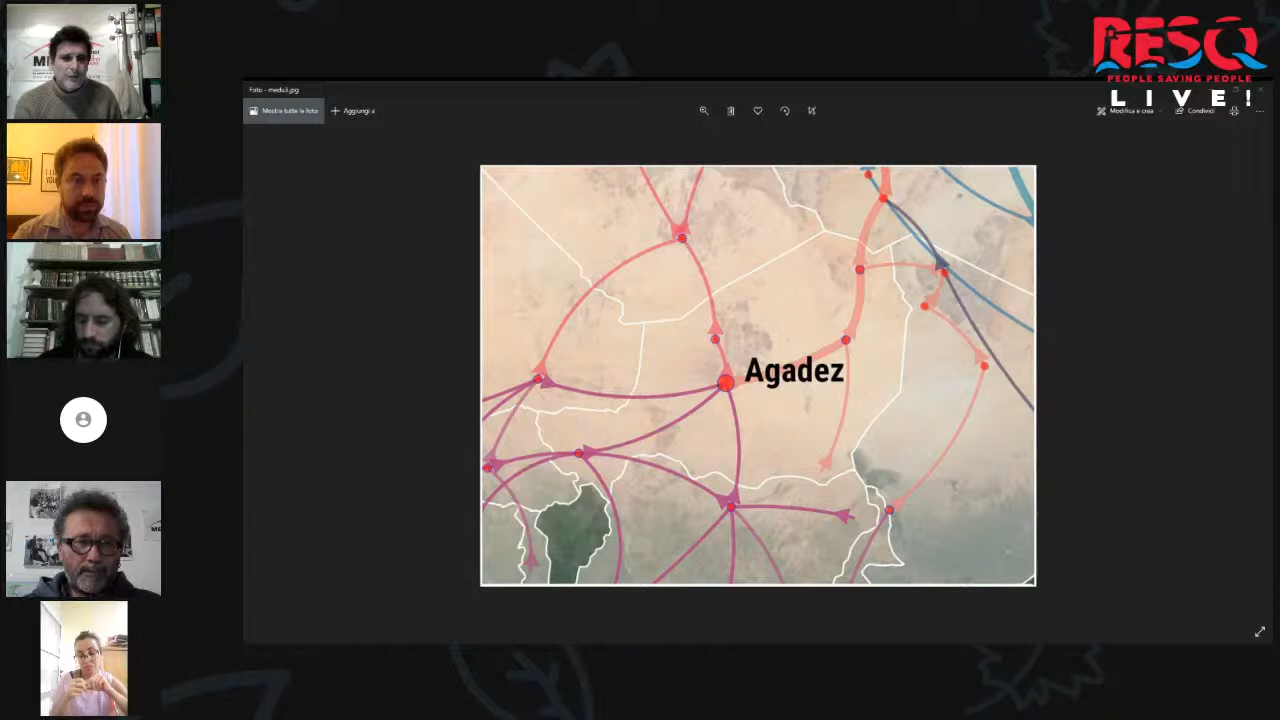 RESQ
PEOPLE SAVING PEOPLE
LIVE!
Foto - medu3.jpg
Mostra tutte le foto
Aggiungi a
Modifica e crea
Condividi
Agadez